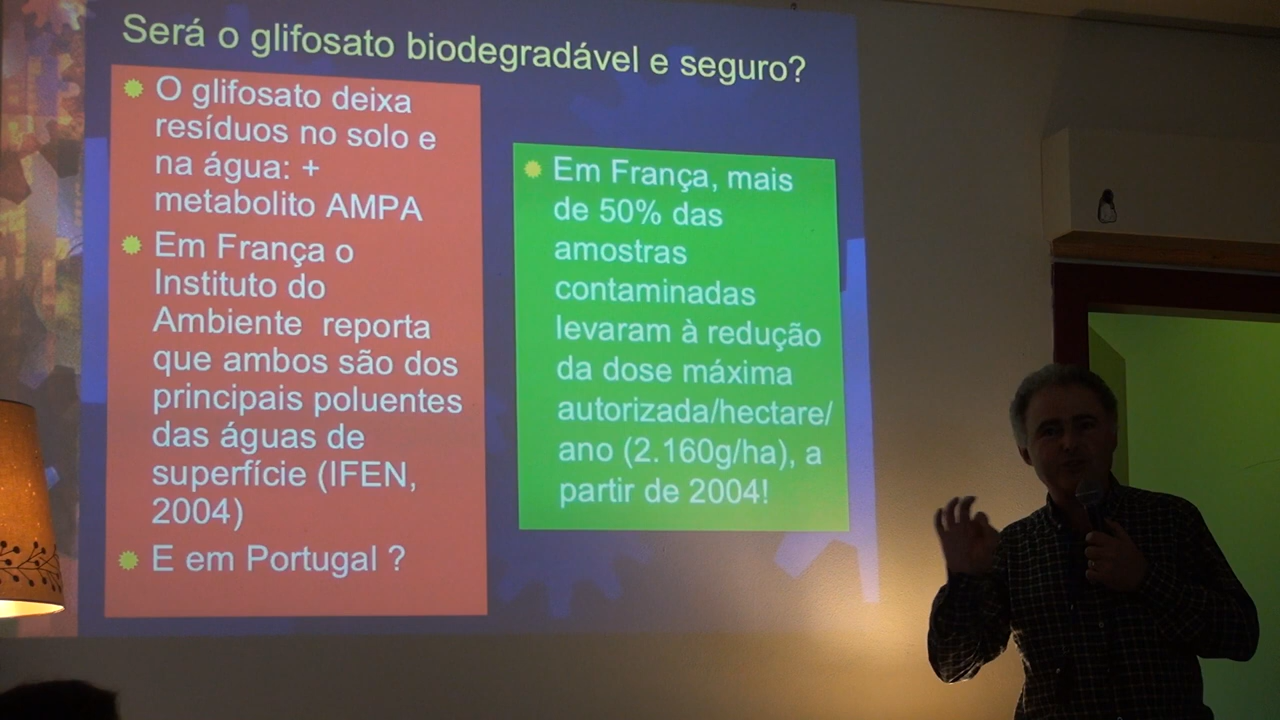 Será o glifosato biodegradável e seguro?
O glifosato deixa
resíduos no solo e
na água: +
metabolito AMPA
Em França o
Instituto do
Ambiente reporta
que ambos são dos
principais poluentes
das águas de
superfície (IFEN,
2004)
E em Portugal ?
Em França, mais
de 50% das
amostras
contaminadas
levaram à redução
da dose máxima
autorizada/hectare/
ano (2.160g/ha), a
partir de 2004!